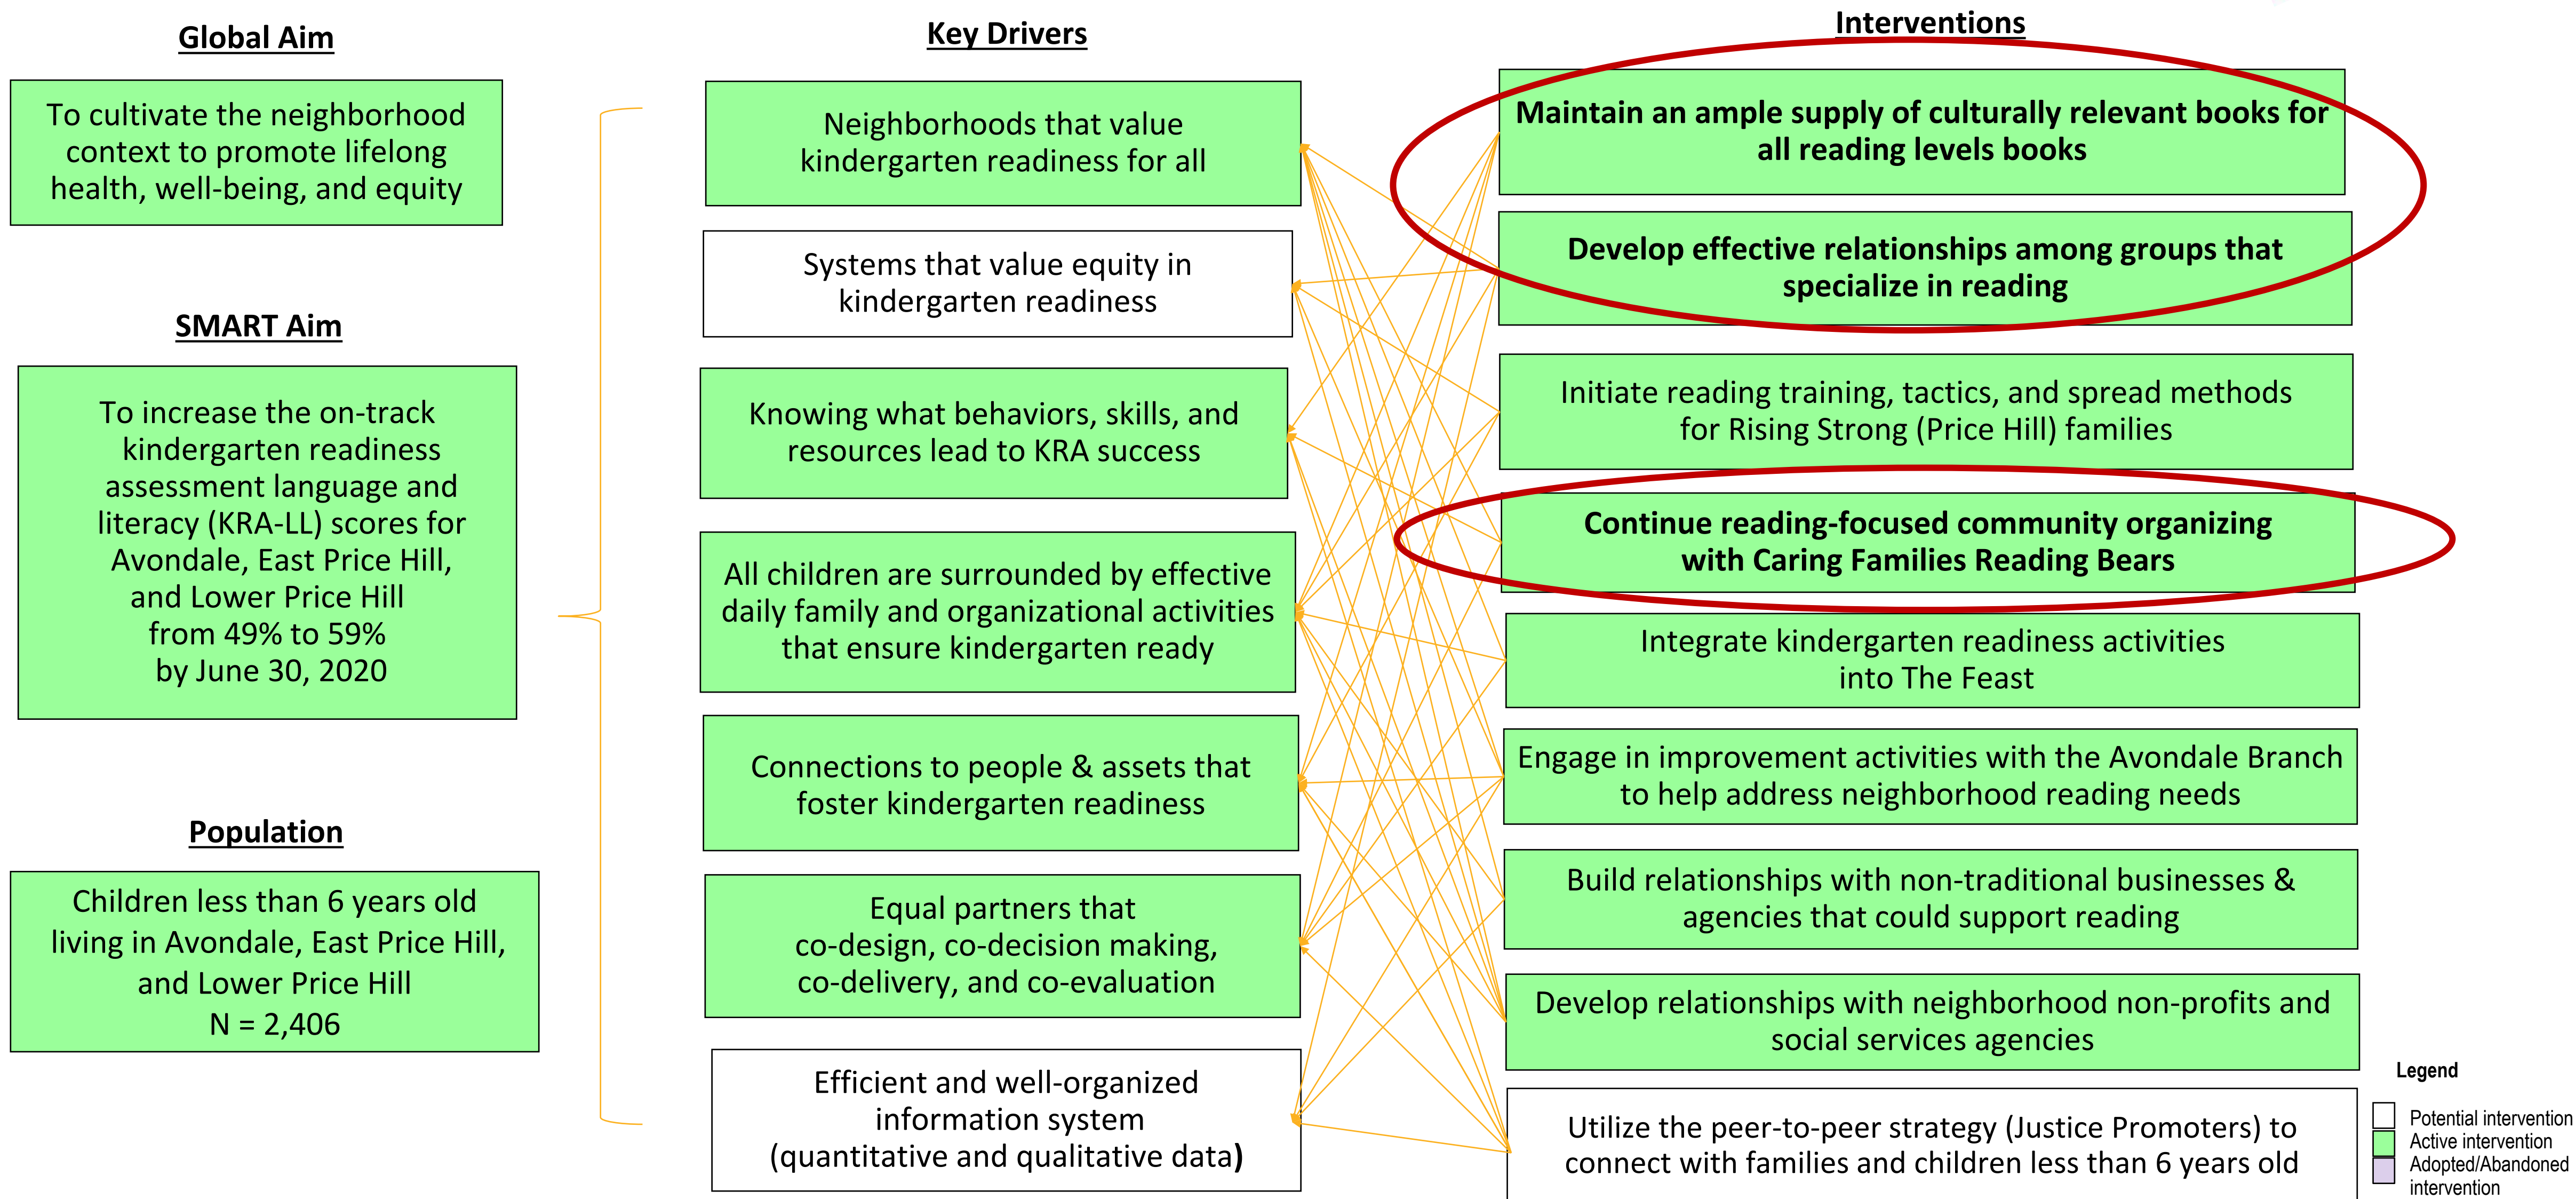 Global Aim
To cultivate the neighborhood
context to promote lifelong
health, well-being, and equity
SMART Aim
To increase the on-track
kindergarten readiness
assessment language and
literacy (KRA-LL) scores for
Avondale, East Price Hill,
and Lower Price Hill
from 49% to 59%
by June 30, 2020
Population
Children less than 6 years old
living in Avondale, East Price Hill,
and Lower Price Hill
N = 2,406
Key Drivers
Neighborhoods that value
kindergarten readiness for all
Systems that value equity in
kindergarten readiness
Knowing what behaviors, skills, and
resources lead to KRA success
All children are surrounded by effective
daily family and organizational activities
that ensure kindergarten ready
Connections to people & assets that
foster kindergarten readiness
Equal partners that
co-design, co-decision making,
co-delivery, and co-evaluation
Efficient and well-organized
information system
(quantitative and qualitative data)
Interventions
Maintain an ample supply of culturally relevant books for
all reading levels books
Develop effective relationships among groups that
specialize in reading
Initiate reading training, tactics, and spread methods
for Rising Strong (Price Hill) families
Continue reading-focused community organizing
with Caring Families Reading Bears
Integrate kindergarten readiness activities
into The Feast
Engage in improvement activities with the Avondale Branch
to help address neighborhood reading needs
Build relationships with non-traditional businesses &
agencies that could support reading
Develop relationships with neighborhood non-profits and
social services agencies
Utilize the peer-to-peer strategy (Justice Promoters) to
connect with families and children less than 6 years old
Legend
Potential intervention
Active intervention
Adopted/Abandoned
intervention